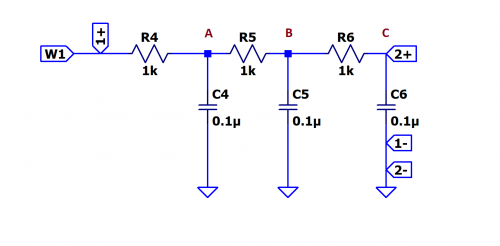 W1
1+
R4
1k
A
R5
1k
B
R6
1k
C
2+
C4
0.1µ
C5
0.1µ
C6
0.1µ
1-
2-